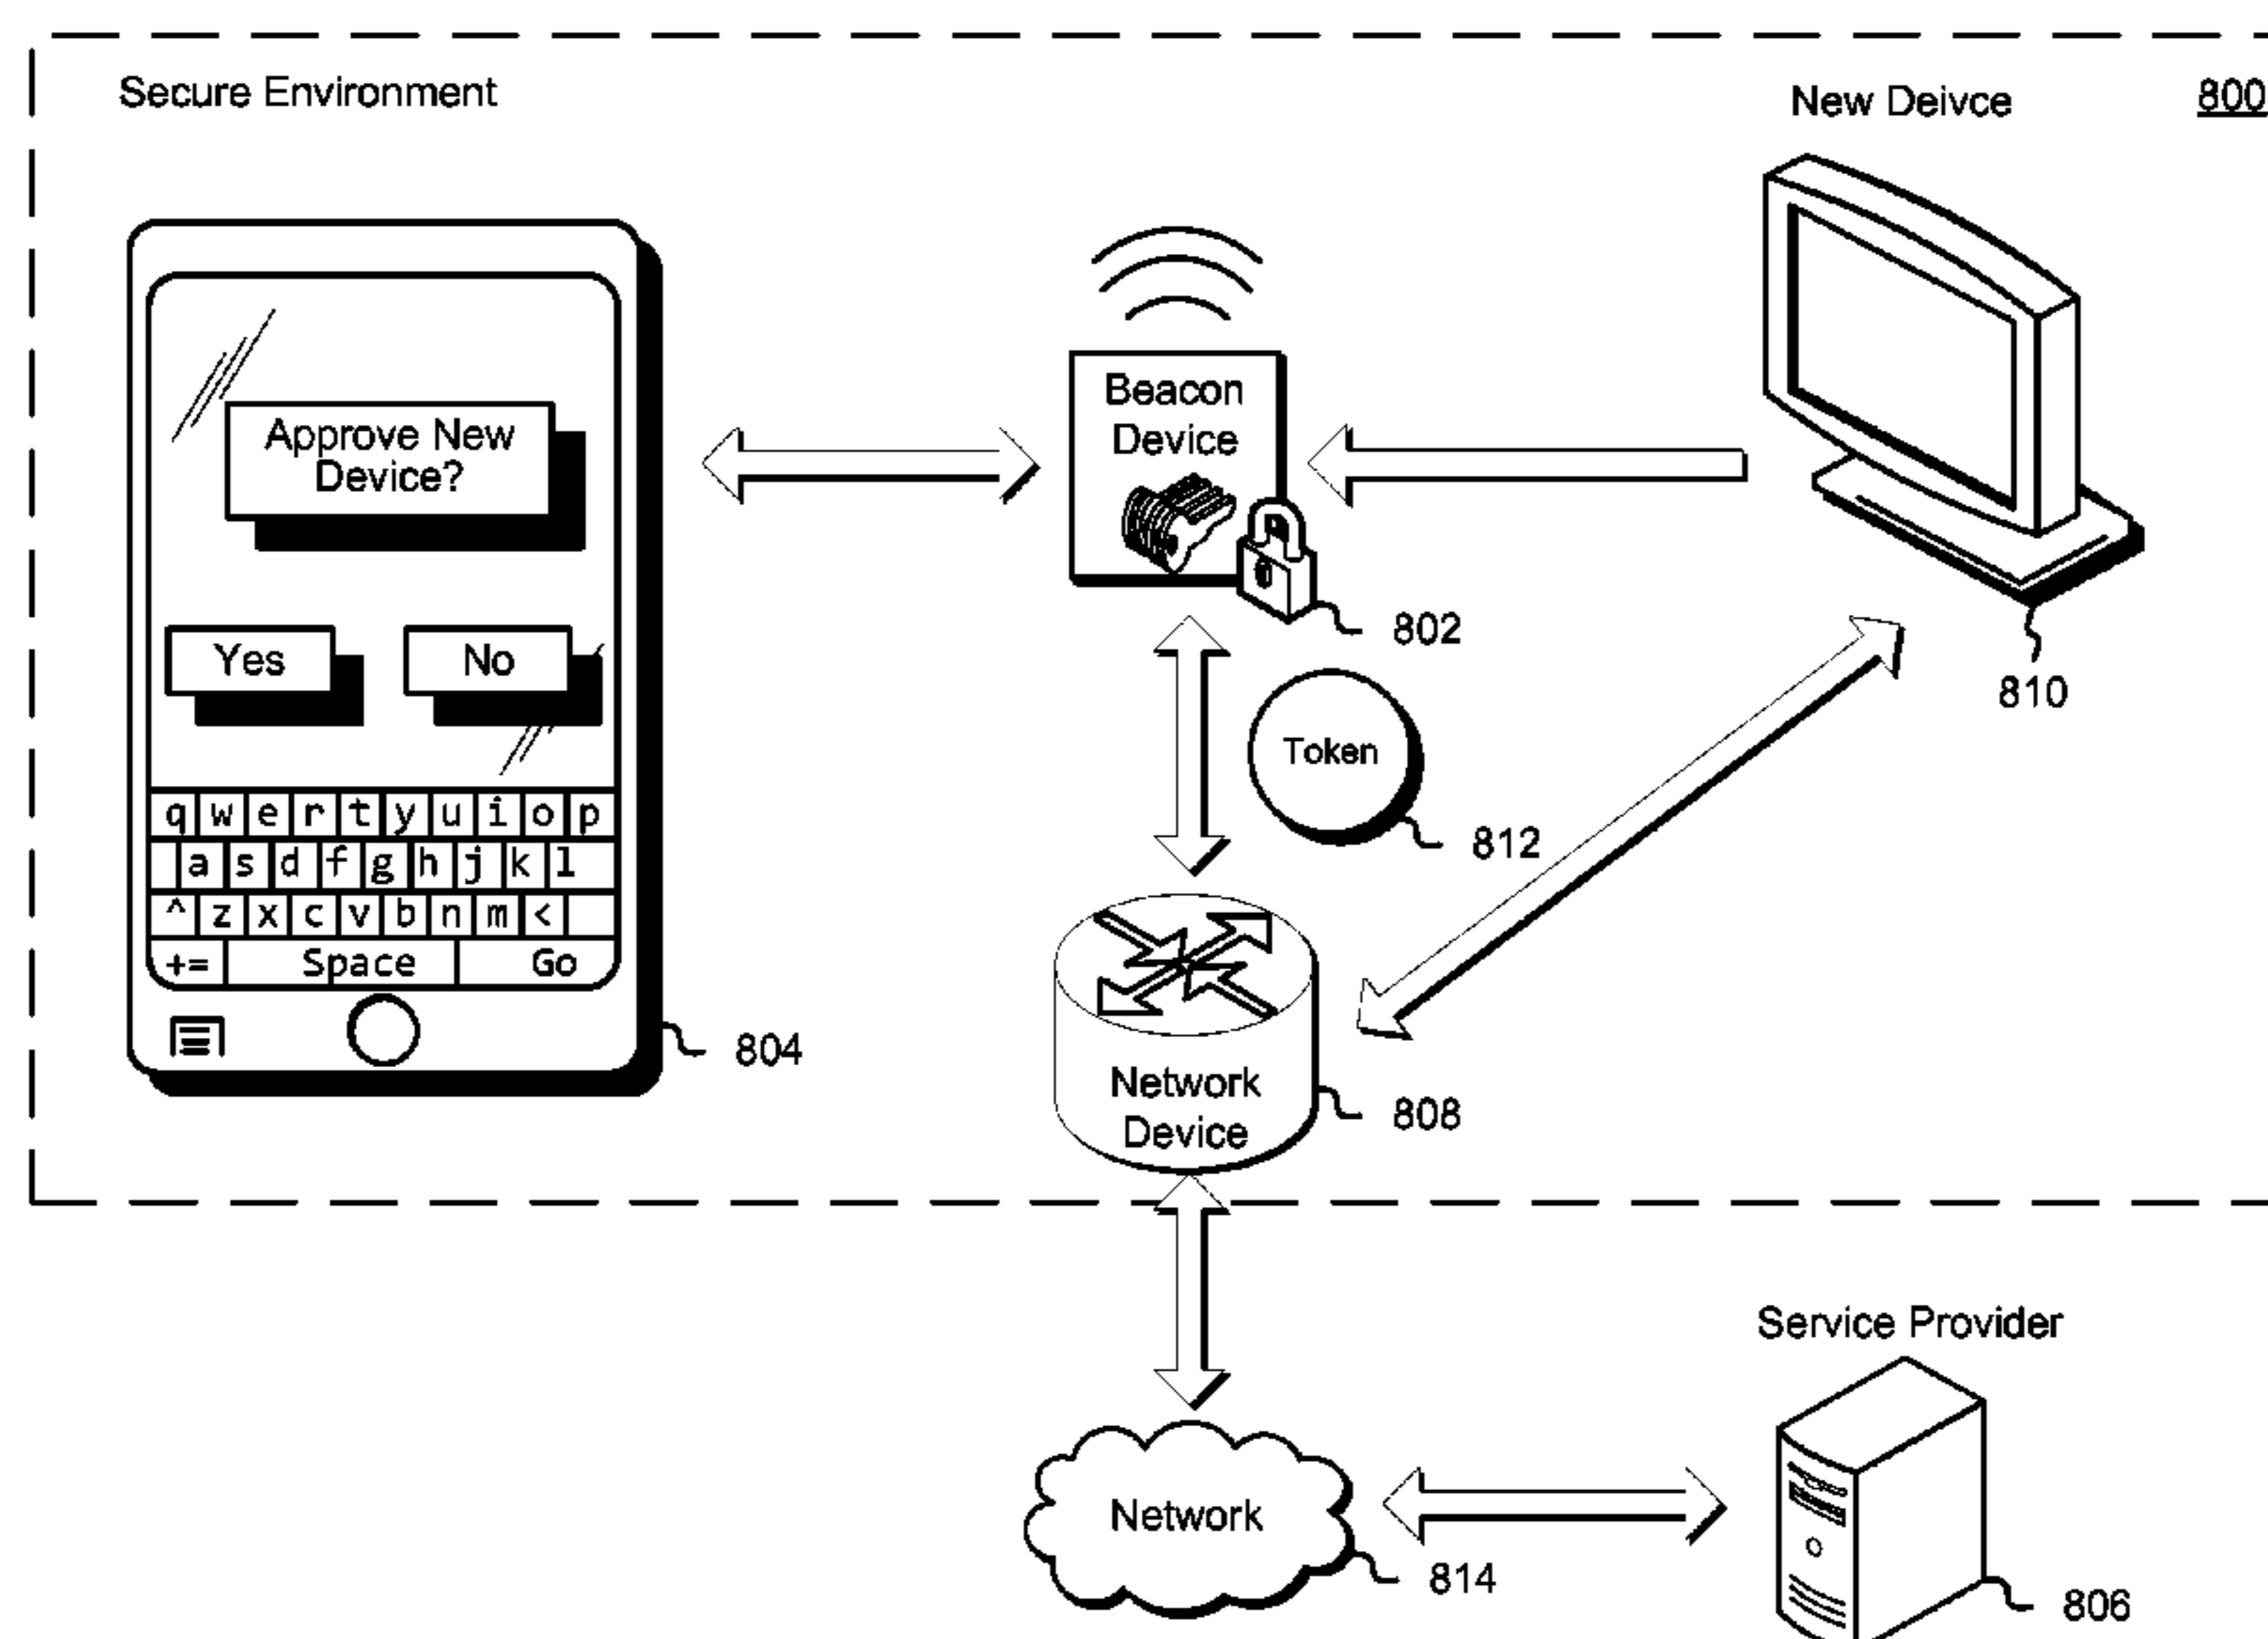 Secure Environment
New Deivce
800
Beacon
Device
Approve New
Device?
802
Yes
No
810
Token
812
q w e r t y u i o p
a s d f g h j k l
^ z x c v b n m <
+= Space Go
804
Network
Device
808
Service Provider
Network
814
806